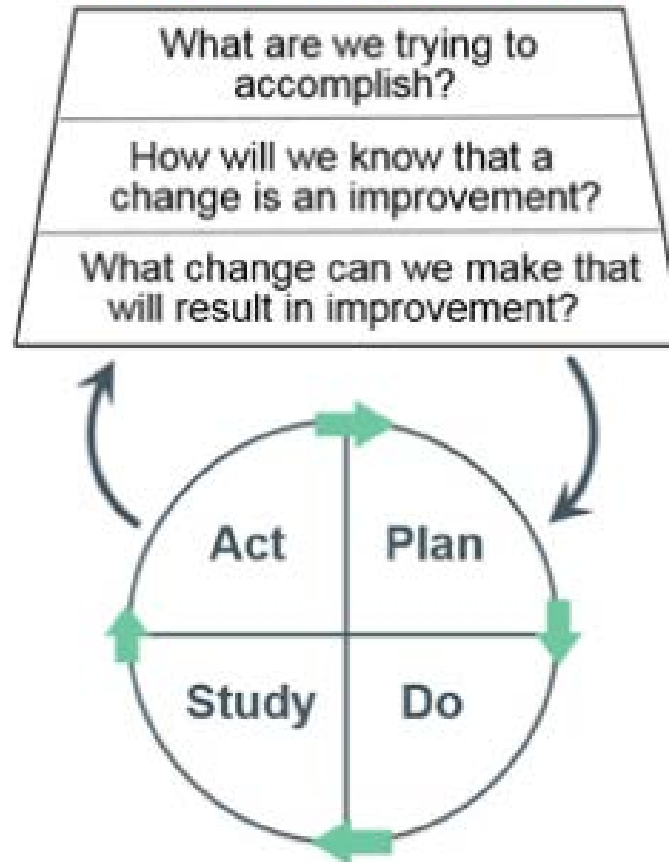 What are we trying to
accomplish?
How will we know that a
change is an improvement?
What change can we make that
will result in improvement?
Act
Plan
Study
Do